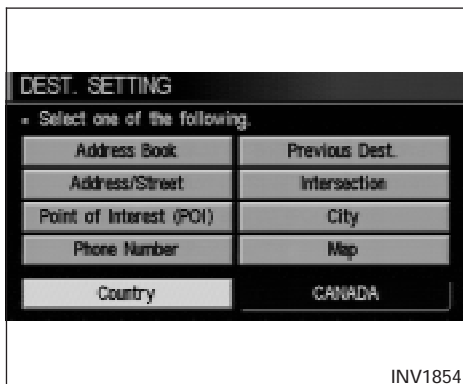 DEST. SETTING
Select one of the following.
Address Book Previous Dest.
Address/Street Intersection
Point of Interest (POI) City
Phone Number Map
Country CANADA
INV1854